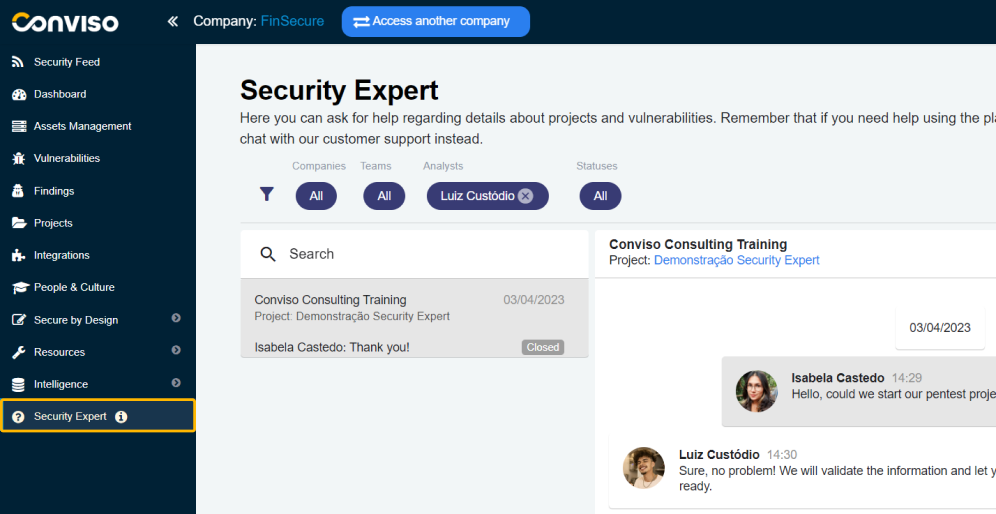 Conviso
Company: FinSecure
Access another company
Security Feed
Dashboard
Assets Management
Vulnerabilities
Findings
Projects
Integrations
People & Culture
Secure by Design
Resources
Intelligence
Security Expert
Security Expert
Here you can ask for help regarding details about projects and vulnerabilities. Remember that if you need help using the
chat with our customer support instead.
Companies Teams Analysts Statuses
All All Luiz Custódio All
Search
Conviso Consulting Training 03/04/2023
Project: Demonstração Security Expert
Isabela Castedo: Thank you! Closed
Conviso Consulting Training
Project: Demonstração Security Expert
03/04/2023
Isabela Castedo 14:29
Hello, could we start our pentest
Luiz Custódio 14:30
Sure, no problem! We will validate the information and let
ready.